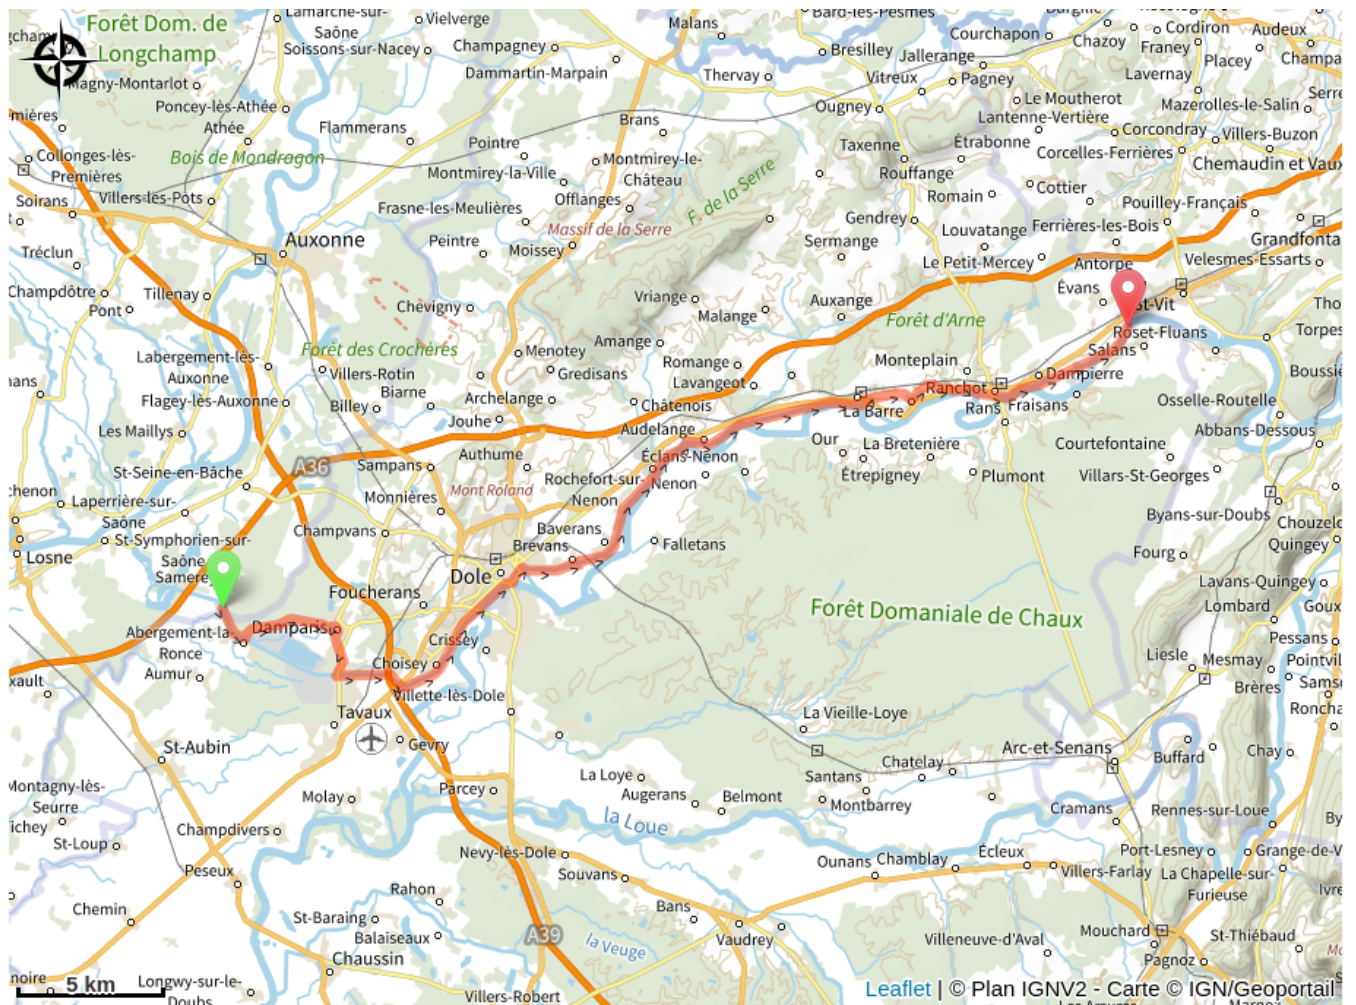 Forêt Dom. de
Longchamp
Lamarche-sur-
Saône
Soissons-sur-Nacey
Vielverge
Champagney
Malans
Bard-lès-Pesmes
Bresilley
Courchapon
Chazoy
Cordiron
Franey
Audeux
Placey
Jallerange
Vitreux
Pagney
Lavernay
Thervay
Dammartin-Marpain
Magny-Montarlot
Poncey-lès-Athée
Athée
Flammerans
Ougney
Le Moutherot
Lantenne-Vertière
Mazerolles-le-Salin
Brans
Pointre
Taxenne
Étrabonne
Corcondray
Villers-Buzon
Corcelles-Ferrières
Chemaudin et Vaux
Collonges-lès-
Premières
Bois de Mondragon
Montmirey-la-Ville
Montmirey-le-
Château
F. de la Serre
Rouffange
Romain
Cottier
Soirans
Villers-les-Pots
Offlanges
Frasne-les-Meulières
Pouilley-Français
Auxonne
Peintre
Massif de la Serre
Moissey
Gendrey
Louvatange
Ferrières-les-Bois
Grandfonta
Sermange
Le Petit-Mercey
Antorpe
Velesmes-Essarts
Tréclun
Champdôtre
Tillenay
Pont
Chevigny
Vriange
Malange
Auxange
Évans
St-Vit
Forêt d'Arne
Roset-Fluans
Torpes
Forêt des Crochères
Menotey
Amange
Salans
Labergement-lès-
Auxonne
Villers-Rotin
Gredisans
Romange
Lavangeot
Monteplain
Dampierre
Biarne
Flagey-lès-Auxonne
Billey
Archelange
Châtenois
Ranchot
Rans
Fraisans
Osselle-Routelle
La Barre
Les Maillys
Jouhe
Audelange
Our
La Bretenière
Courtefontaine
Abbans-Dessous
Authume
Éclans-Nenon
St-Seine-en-Bâche
A36
Sampans
Étrepigney
Plumont
Villars-St-Georges
Mont Roland
Rochefort-sur-
Nenon
Nenon
Laperrière-sur-
Saône
Monnières
Byans-sur-Doubs
Champvans
Baverans
Brevans
Falletans
Quingey
Fourg
Losne
St-Symphorien-sur-
Saône
Dole
Lavans-Quingey
Foucherans
Forêt Domaniale de Chaux
Lombard
Abergement-la-
Ronce
Damparis
Crissey
Pessans
Aumur
Choisey
Liesle
Mesmay
Brères
Villette-lès-Dole
Tavaux
La Vieille-Loye
St-Aubin
Gevry
Arc-et-Senans
Buffard
Chay
La Loye
Santans
Chatelay
Montagny-lès-
Seurre
Molay
Parcey
Augerans
Belmont
Montbarrey
Cramans
Rennes-sur-Loue
St-Loup
Champdivers
la Loue
Nevy-lès-Dole
Ounans
Chamblay
Écleux
Port-Lesney
Peseux
Souvans
Villers-Farlay
La Chapelle-sur-
Furieuse
Rahon
Chemin
St-Baraing
Bans
Mouchard
St-Thiébaud
Balaiseaux
A39
la Veuge
Vaudrey
Villeneuve-d'Aval
Chaussin
Pagnoz
5 km
Longwy-sur-le-
Doubs
Villers-Robert
Leaflet | © Plan IGNV2 - Carte © IGN/Geoportail